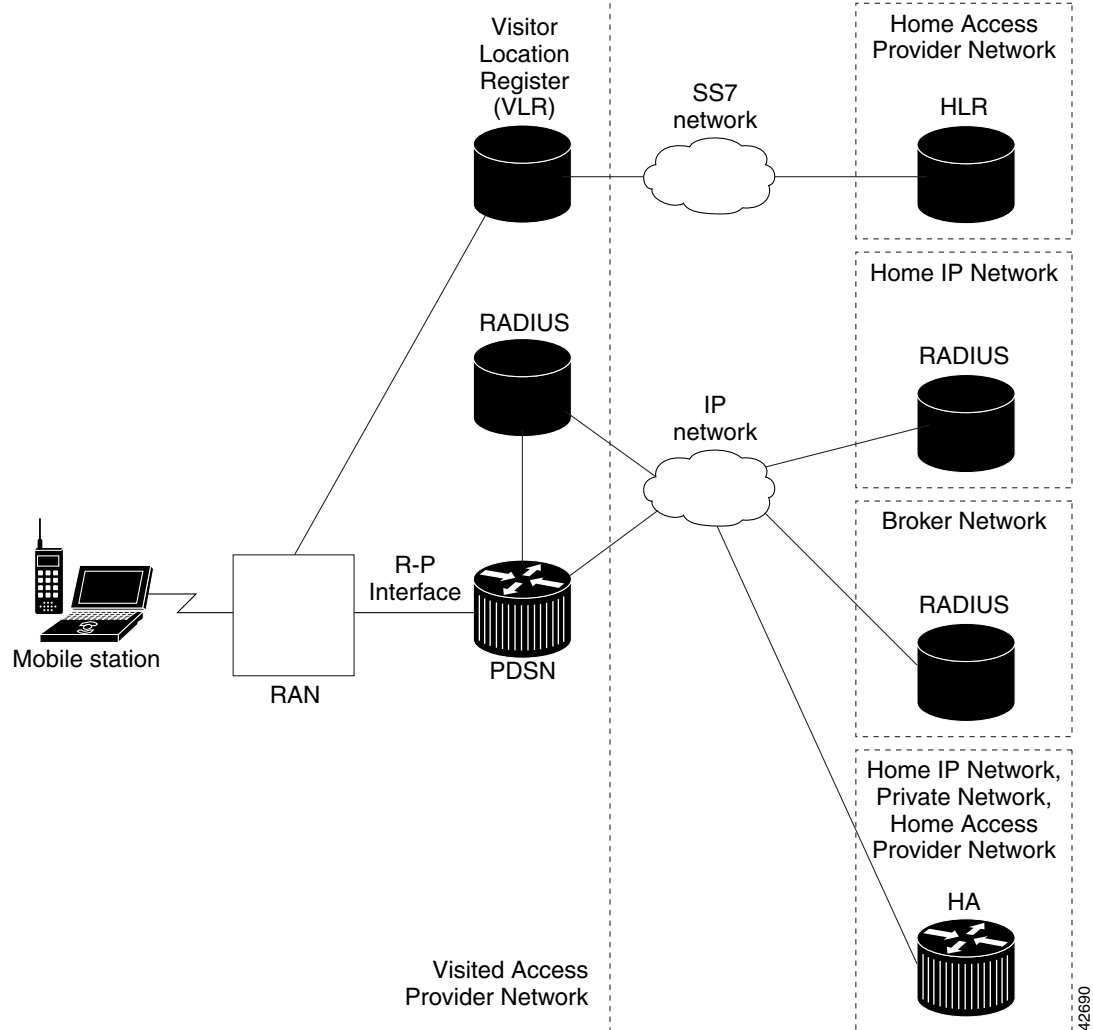 Visitor
Location
Register
(VLR)
SS7
network
Home Access
Provider Network
HLR
Home IP Network
RADIUS
RADIUS
IP
network
Broker Network
RADIUS
R-P
Interface
Mobile station
RAN
PDSN
Home IP Network,
Private Network,
Home Access
Provider Network
HA
Visited Access
Provider Network
42690